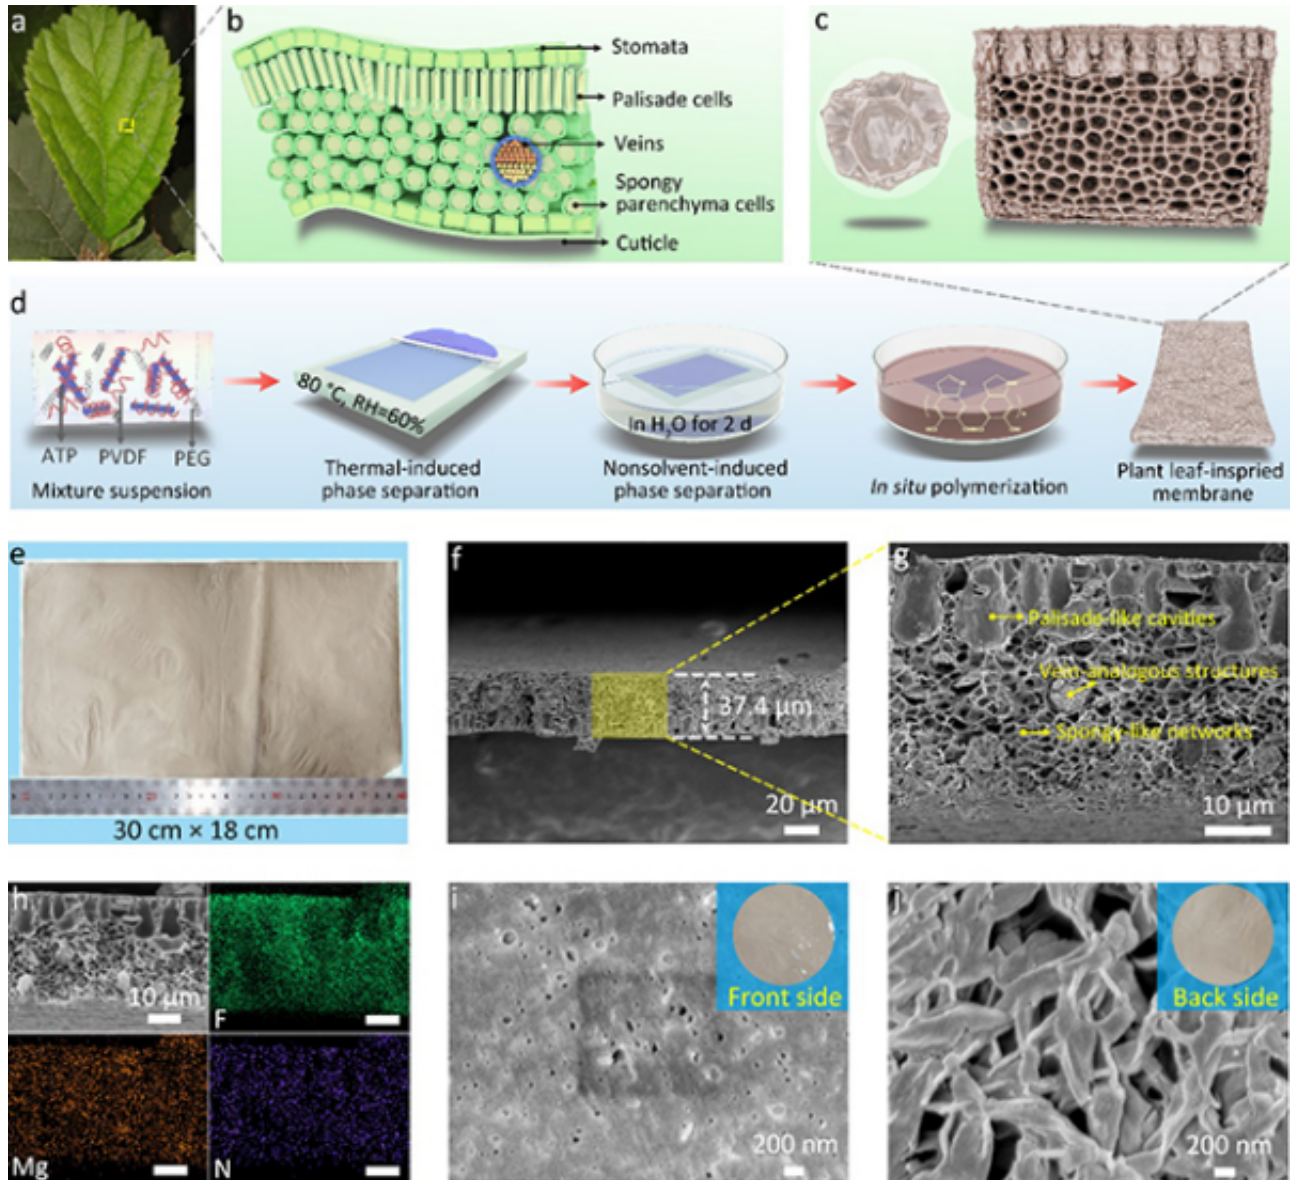 a
b
Stomata
Palisade cells
Veins
Spongy
parenchyma cells
Cuticle
c
d
ATP PVDF PEG
Mixture suspension
80 °C, RH=60%
Thermal-induced
phase separation
In H2O for 2 d
Nonsolvent-induced
phase separation
In situ polymerization
Plant leaf-inspried
membrane
e
30 cm × 18 cm
f
37.4 μm
20 μm
g
Palisade-like cavities
Vein-analogous structures
Spongy-like networks
10 μm
h
10 μm
F
Mg
N
i
Front side
200 nm
j
Back side
200 nm